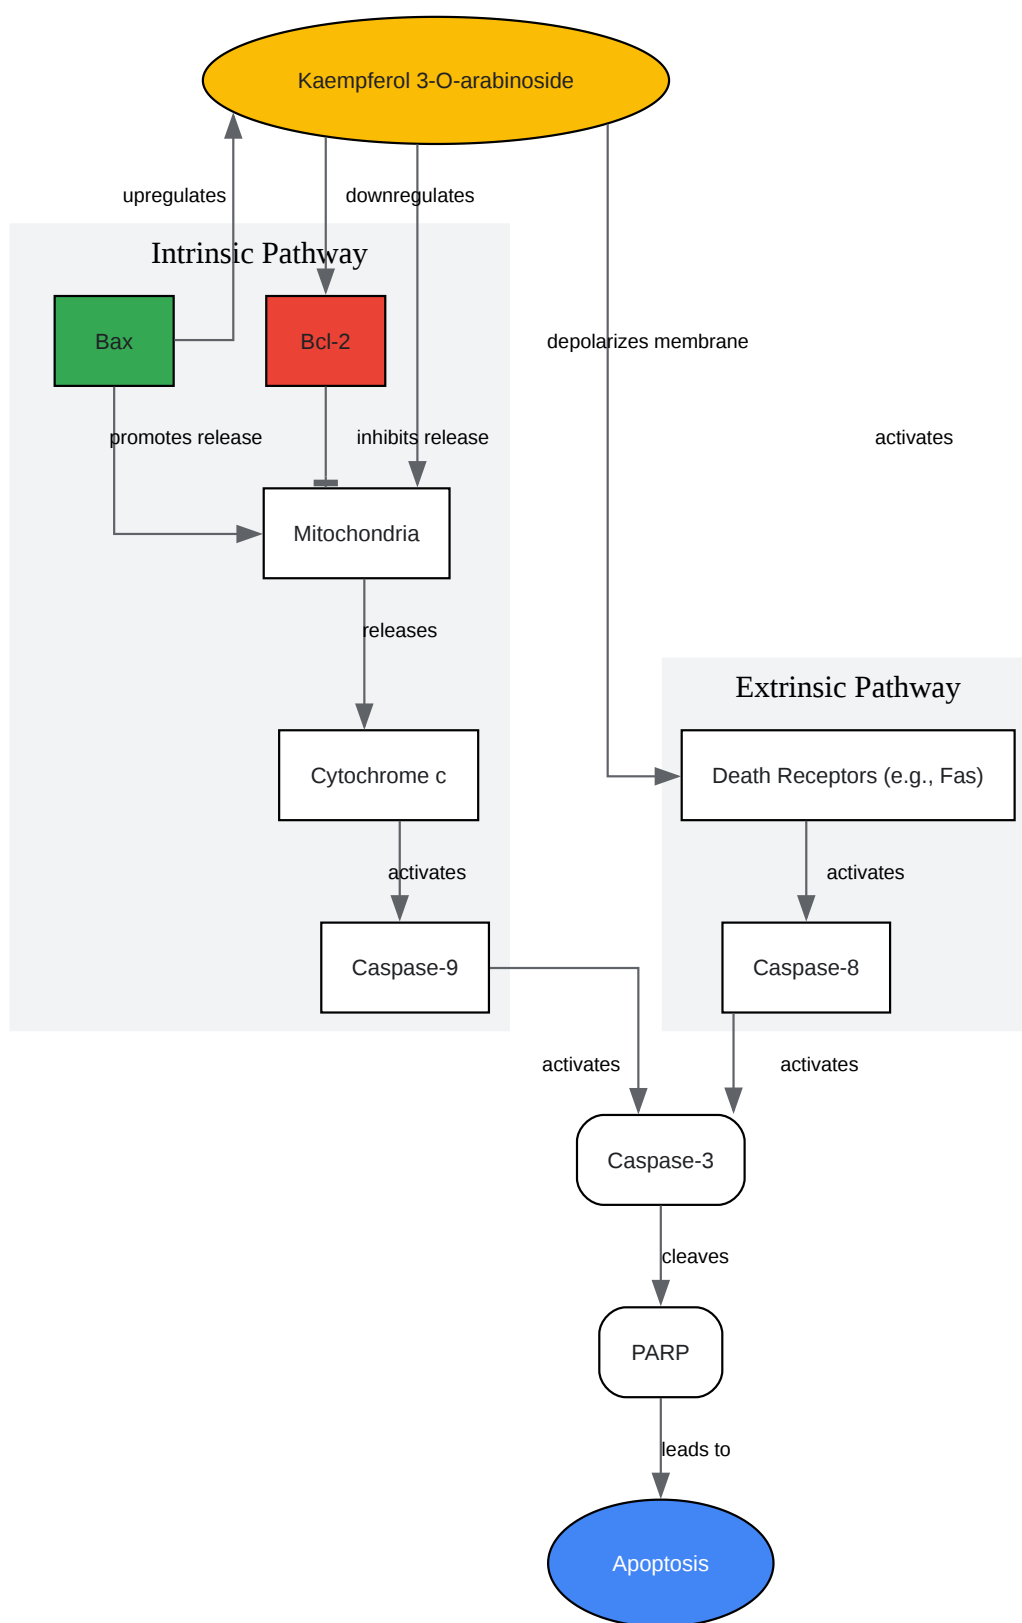 Kaempferol 3-O-arabinoside
upregulates
downregulates
Intrinsic Pathway
Bax
Bcl-2
depolarizes membrane
promotes release
inhibits release
activates
Mitochondria
releases
Extrinsic Pathway
Cytochrome c
Death Receptors (e.g., Fas)
activates
activates
Caspase-9
Caspase-8
activates
activates
Caspase-3
cleaves
PARP
leads to
Apoptosis